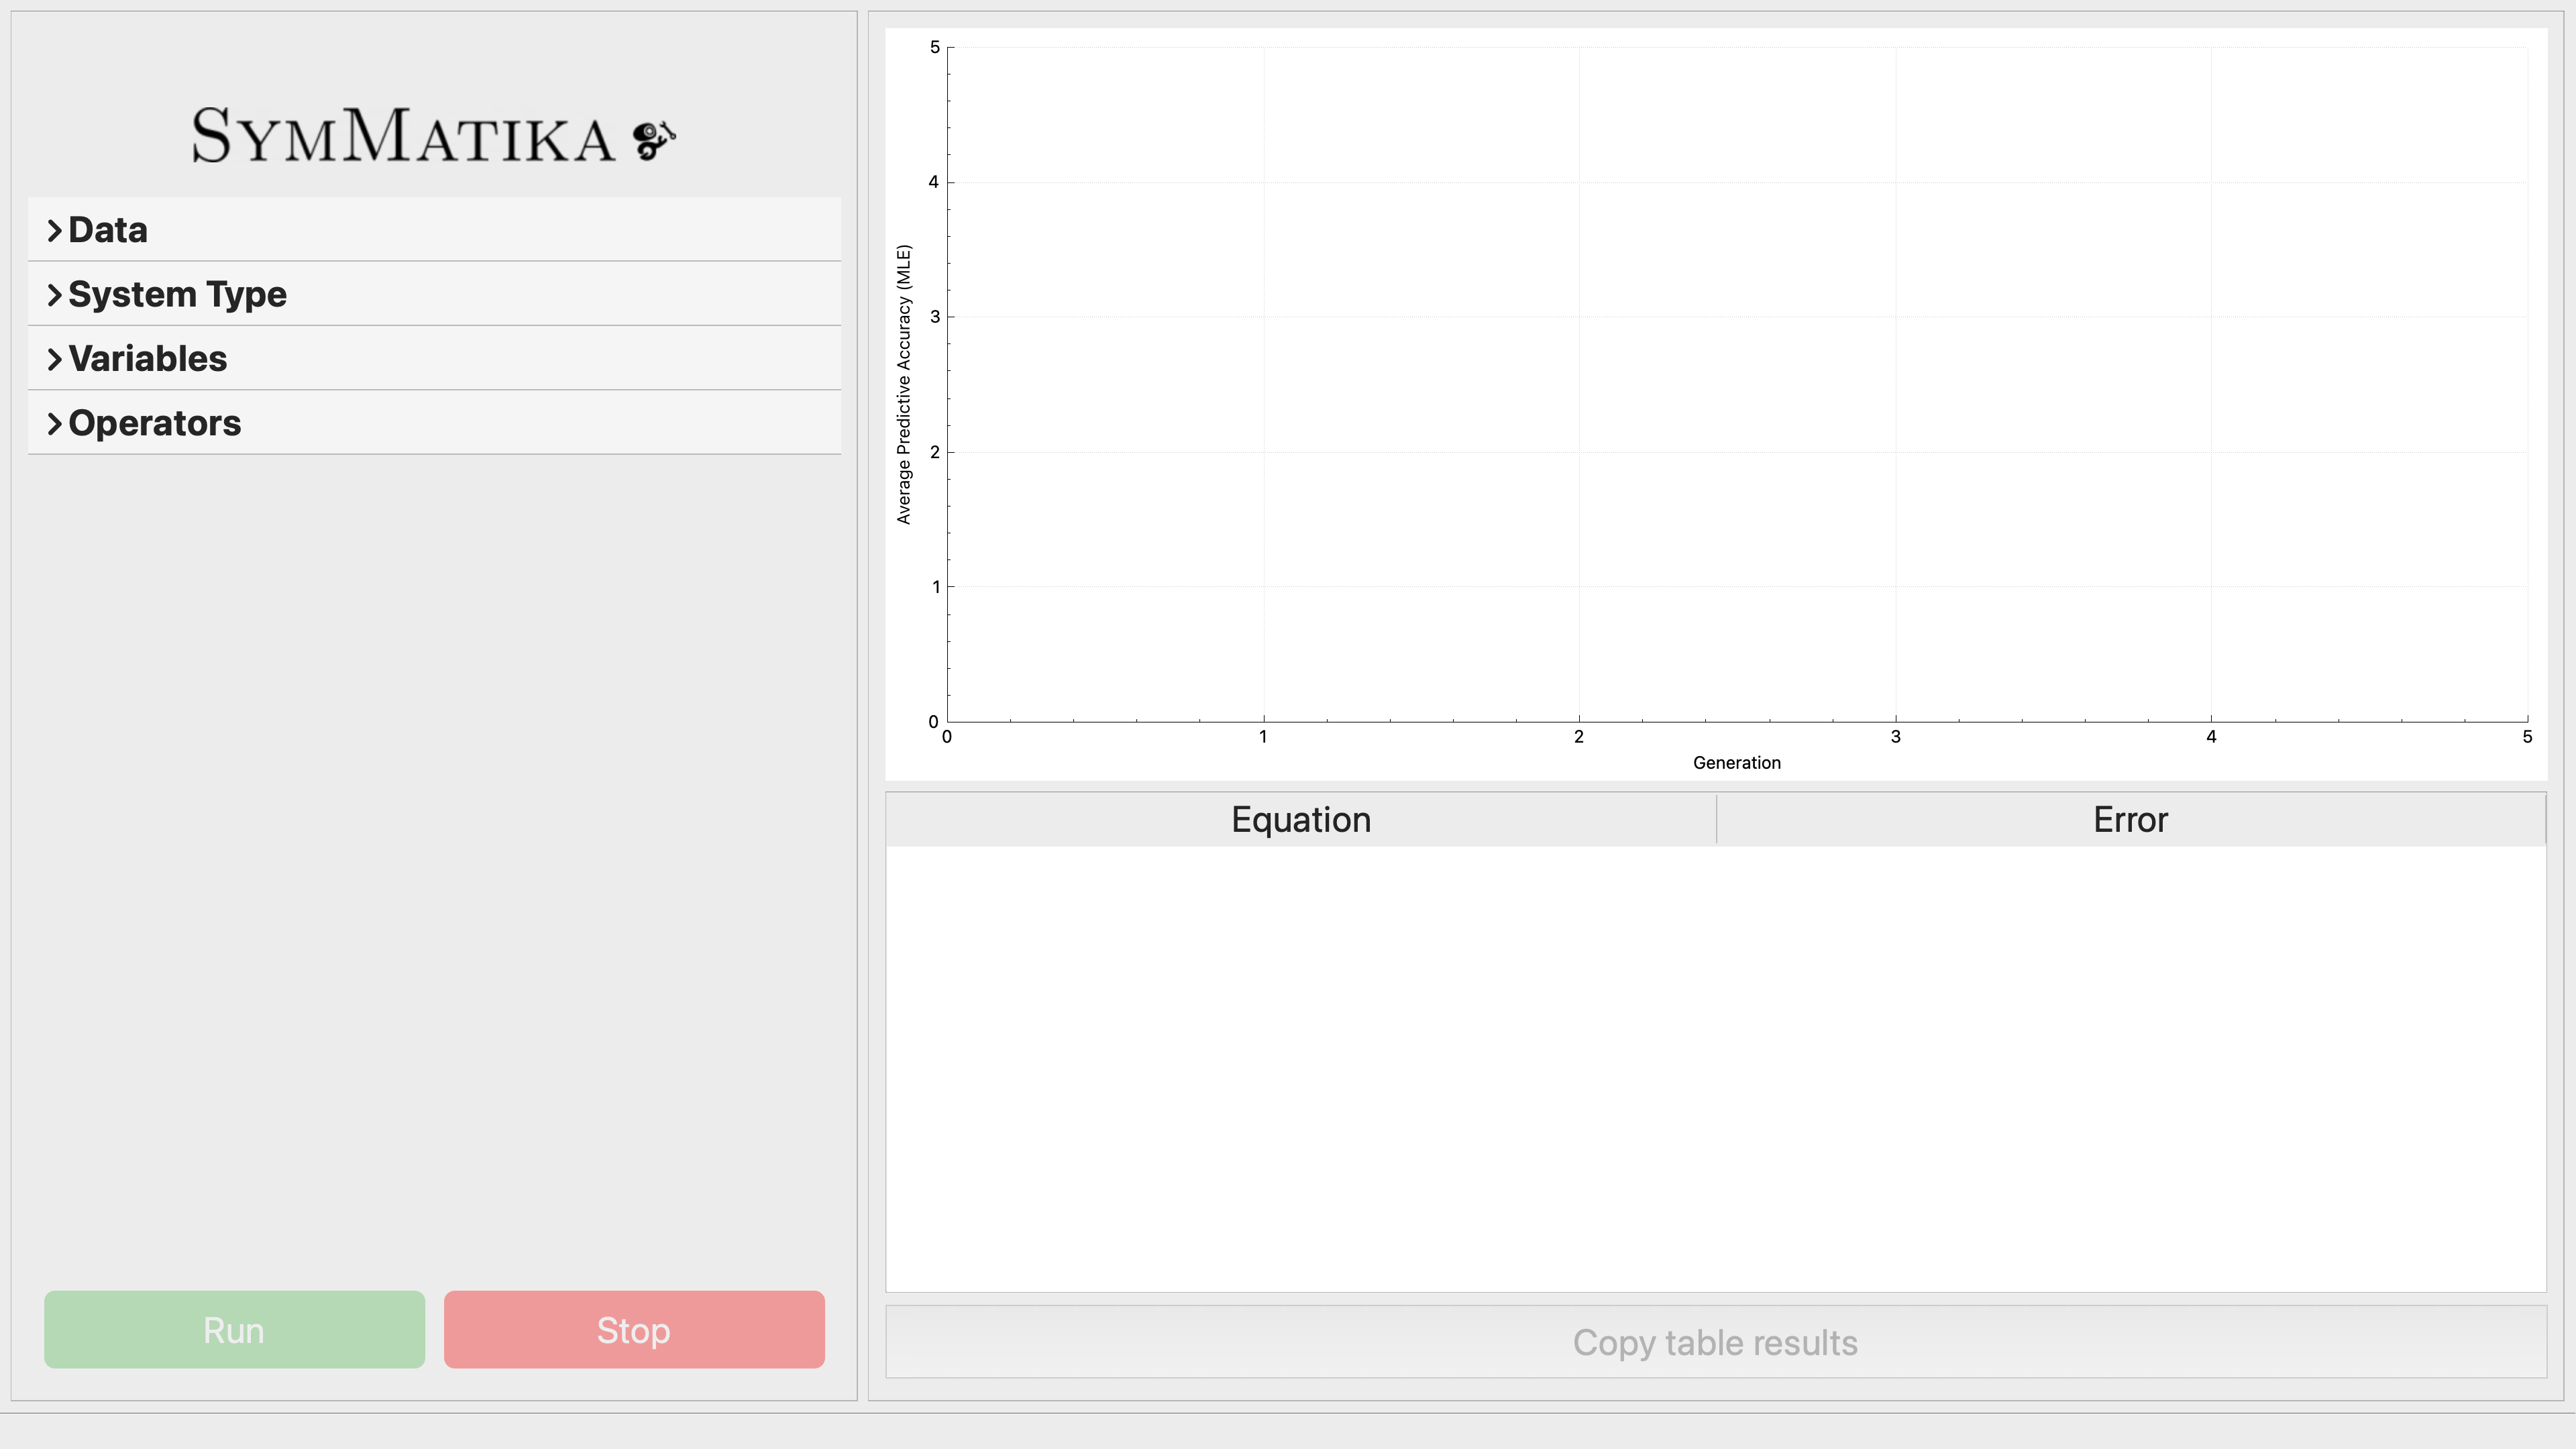 SYMMATIKA
Data
System Type
Variables
Operators
Run
Stop
5
4
3
2
1
0
Average Predictive Accuracy (MLE)
0 1 2 3 4 5
Generation
Equation Error
Copy table results